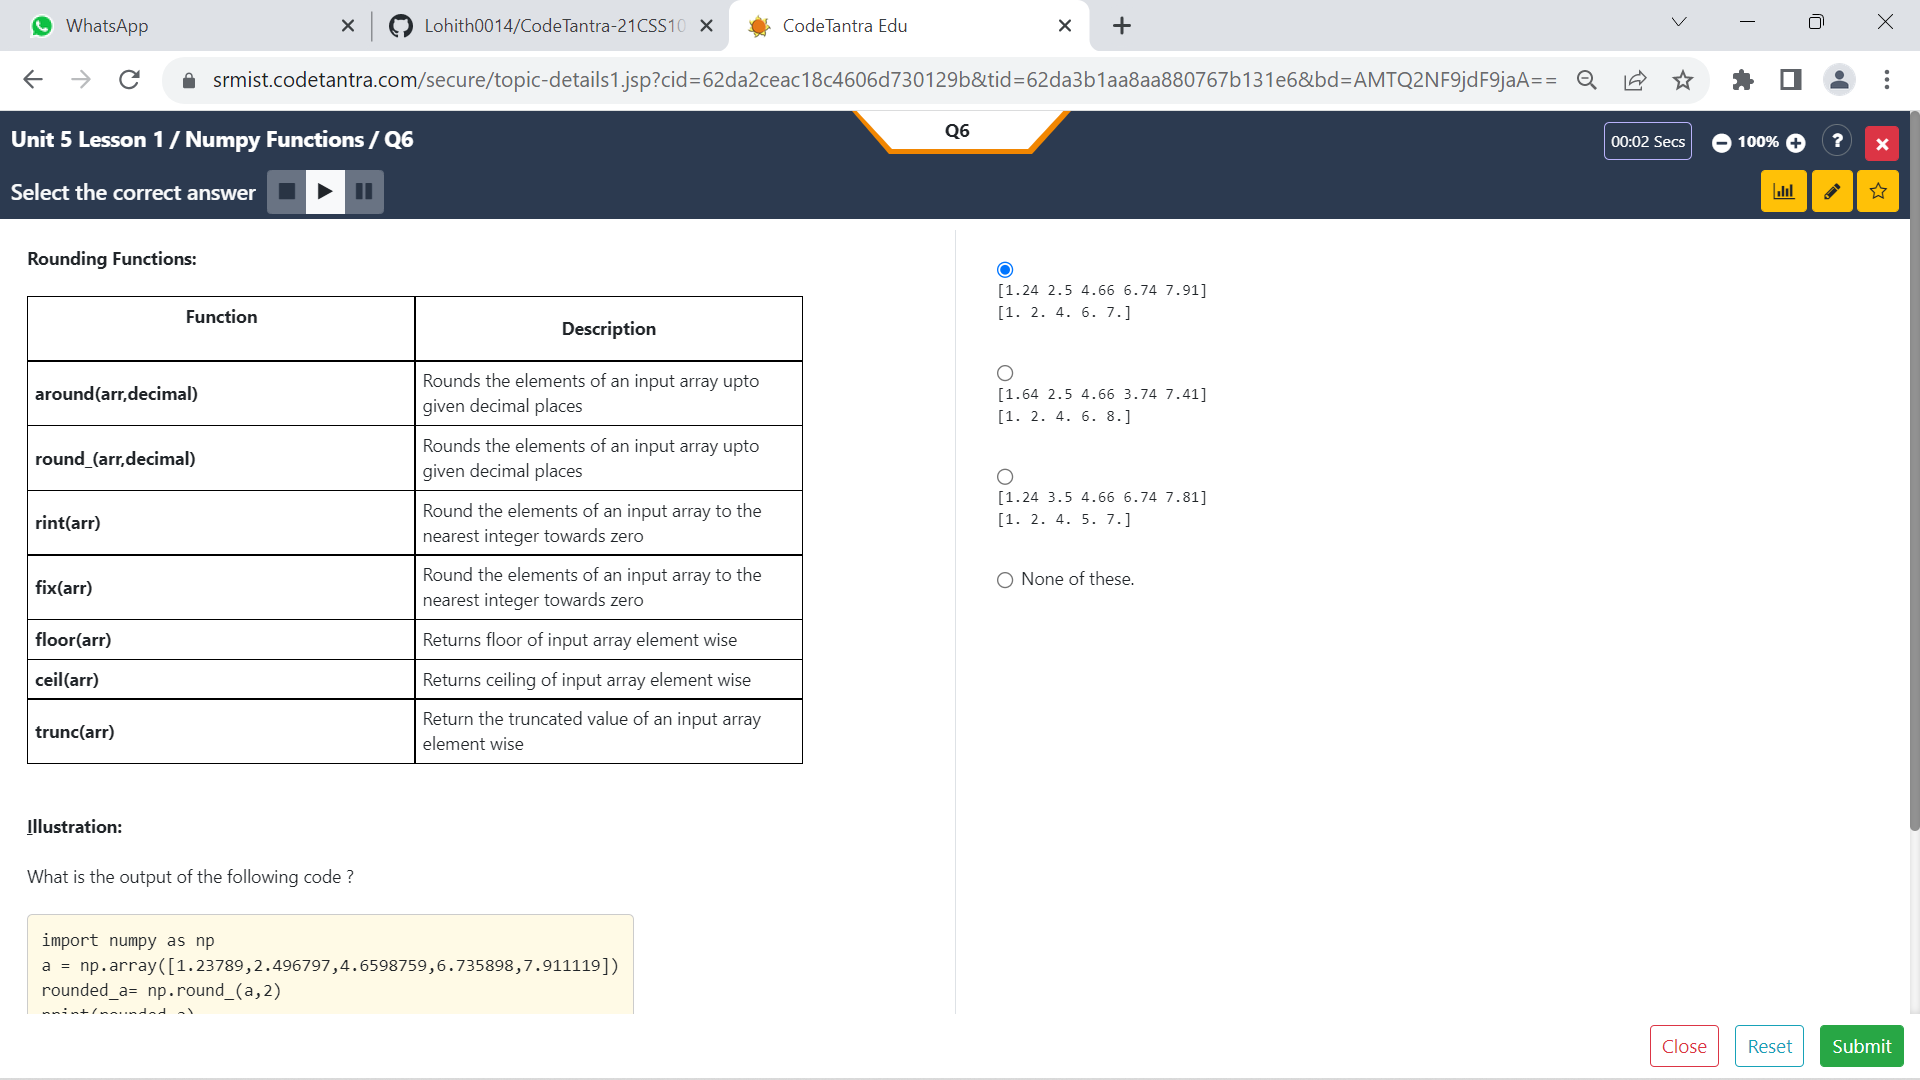 WhatsApp
Lohith0014/CodeTantra-21CSS10
CodeTantra Edu
srmist.codetantra.com/secure/topic-details1.jsp?cid=62da2ceac18c4606d730129b&tid=62da3b1aa8aa880767b131e6&bd=AMTQ2NF9jdF9jaA==
Unit 5 Lesson 1 / Numpy Functions / Q6
Q6
00:02 Secs
100%
?
Select the correct answer
Rounding Functions:
Function
Description
around(arr,decimal)
Rounds the elements of an input array upto
given decimal places
round_(arr,decimal)
Rounds the elements of an input array upto
given decimal places
rint(arr)
Round the elements of an input array to the
nearest integer towards zero
fix(arr)
Round the elements of an input array to the
nearest integer towards zero
floor(arr)
Returns floor of input array element wise
ceil(arr)
Returns ceiling of input array element wise
trunc(arr)
Return the truncated value of an input array
element wise
Illustration:
What is the output of the following code ?
import numpy as np
a = np.array([1.23789,2.496797,4.6598759,6.735898,7.911119])
rounded_a= np.round_(a,2)
print(rounded_a)
[1.24 2.5 4.66 6.74 7.91]
[1. 2. 4. 6. 7.]
[1.64 2.5 4.66 3.74 7.41]
[1. 2. 4. 6. 8.]
[1.24 3.5 4.66 6.74 7.81]
[1. 2. 4. 5. 7.]
None of these.
Close
Reset
Submit